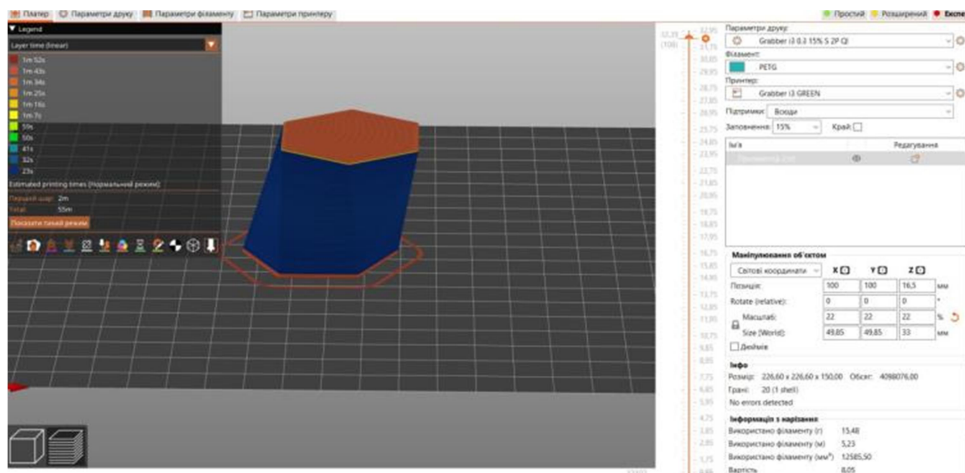 Платер Параметри друку Параметри філаменту Параметри принтеру Простий Розширений Експе
Legend
Layer time (linear)
1m 52s
1m 43s
1m 34s
1m 25s
1m 16s
1m 7s
59s
50s
41s
32s
23s
Estimated printing times [Нормальний режим]:
Перший шар: 2m
Total: 55m
Показати тихий режим
Параметри друку:
Grabber i3 0.3 15% S 2P QI
Філамент:
PETG
Принтер:
Grabber i3 GREEN
Підтримки: Всюди
Заповнення: 15% Край:
Ім'я Редагування
Маніпулювання об'єктом
Світові координати X Y Z
Позиція: 100 100 16,5 мм
Rotate (relative): 0 0 0 °
Масштаб: 22 22 22 %
Size [World]: 49,85 49,85 33 мм
Дюйми
Інфо
Розмір: 226,60 x 226,60 x 150,00 Обсяг: 4098076,00
Грані: 20 (1 shell)
No errors detected
Інформація з нарізання
Використано філаменту (г) 15,48
Використано філаменту (м) 5,23
Використано філаменту (мм³) 12585,50
Вартість 8,05